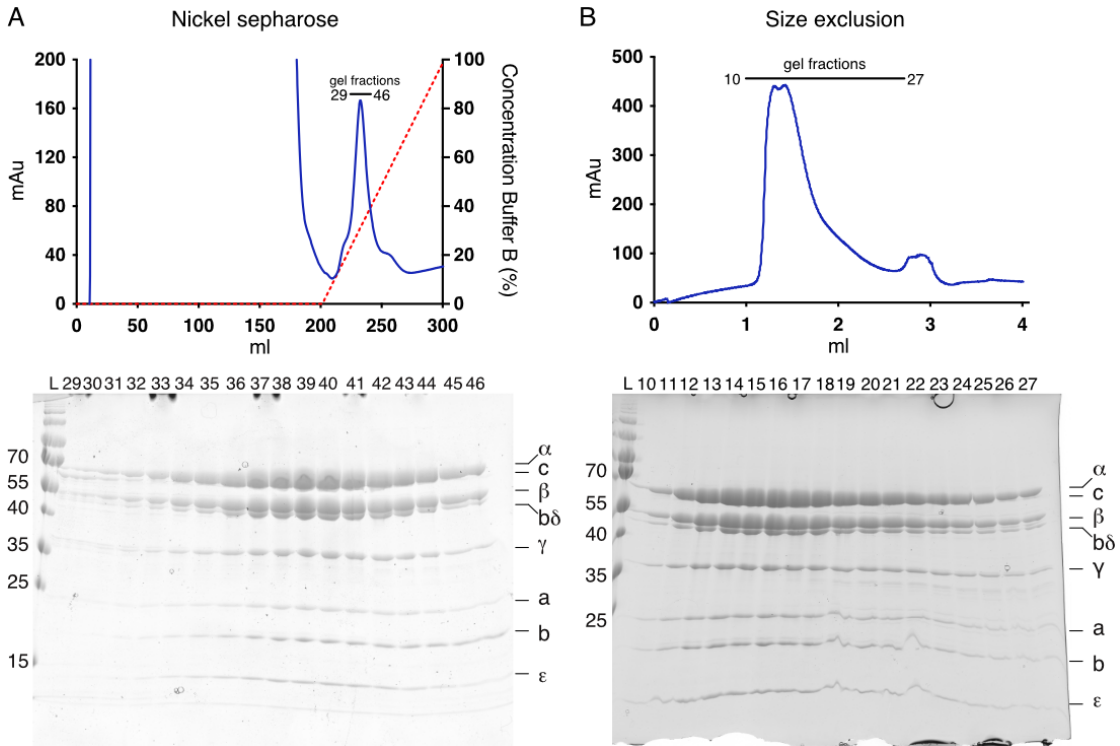 A
Nickel sepharose
200
160
120
80
40
0
mAu
gel fractions
29 46
100
80
60
40
20
0
Concentration Buffer B (%)
0 50 100 150 200 250 300
ml
B
Size exclusion
500
400
300
200
100
0
mAu
gel fractions
10 27
0 1 2 3 4
ml
L 29 30 31 32 33 34 35 36 37 38 39 40 41 42 43 44 45 46
70
55
40
35
25
15
α
c
β
bδ
γ
a
b
ε
L 10 11 12 13 14 15 16 17 18 19 20 21 22 23 24 25 26 27
70
55
40
35
25
α
c
β
bδ
γ
a
b
ε